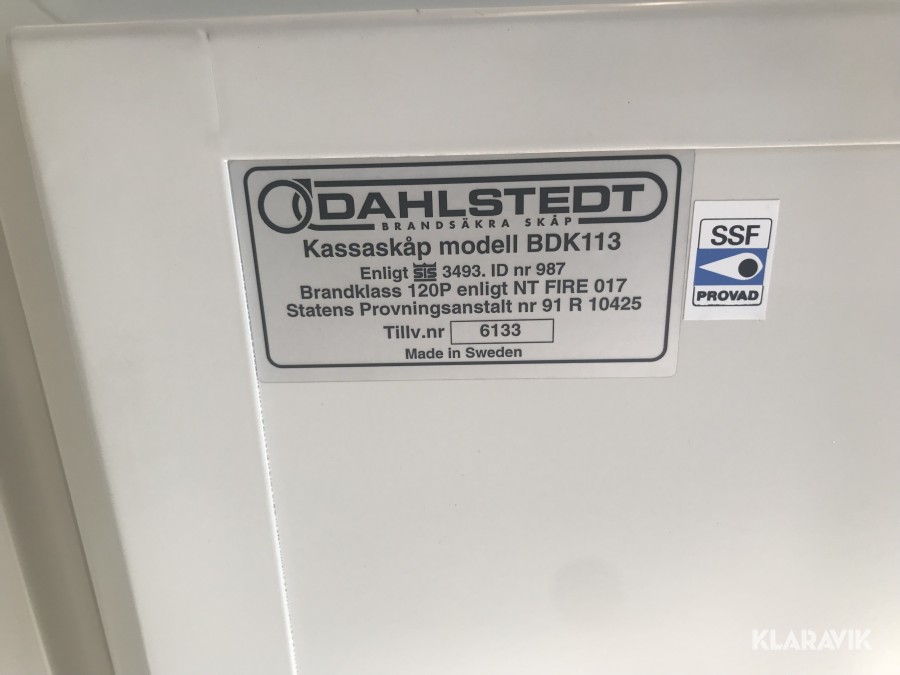 DAHLSTEDT
BRANDSÄKRA SKÅP
Kassaskåp modell BDK113
Enligt SIS 3493. ID nr 987
Brandklass 120P enligt NT FIRE 017
Statens Provningsanstalt nr 91 R 10425
Tillv.nr 6133
Made in Sweden
SSF
PROVAD
KLARAVIK